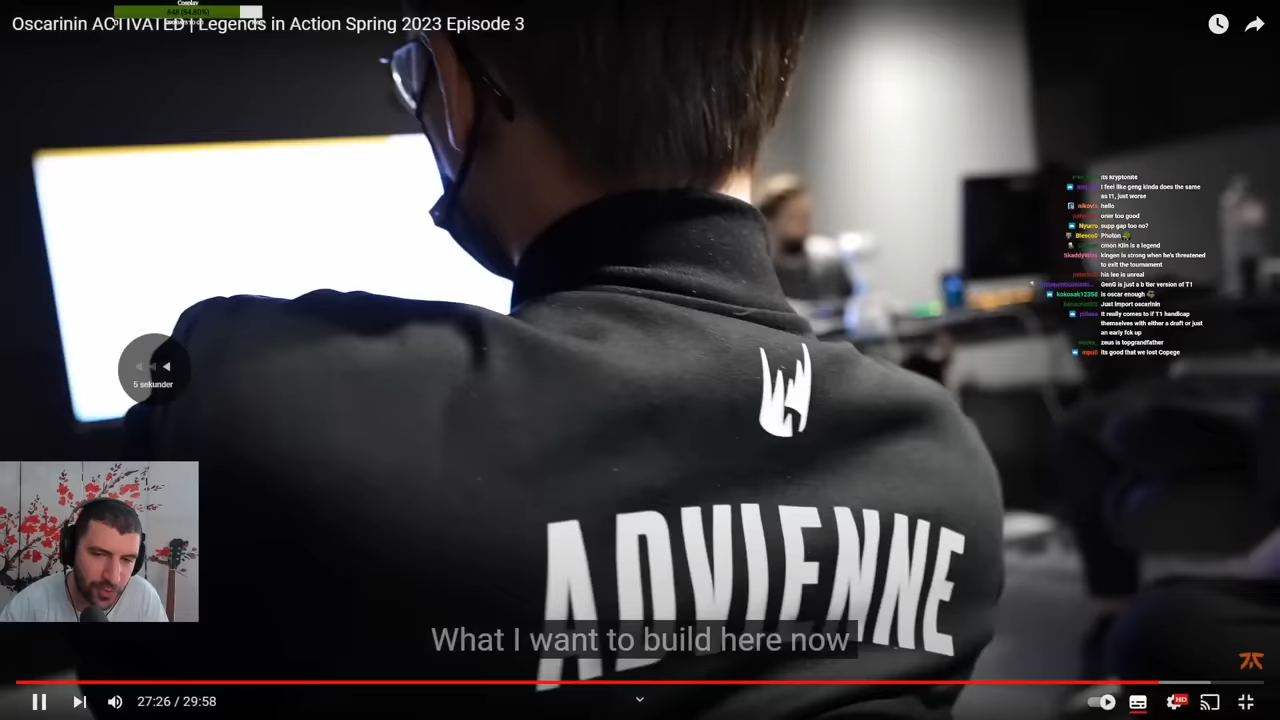 Cosplay
Oscarinin ACTIVATED | Legends in Action Spring 2023 Episode 3
its kryptonite
I feel like geng kinda does the same
as t1, just worse
hello
oner too good
Nyurro supp gap too no?
Photon
cmon Kiin is a legend
kingen is strong when he's threatened
to exit the tournament
his lee is unreal
GenG is just a b tier version of T1
kokosak12358 is oscar enough
Just import oscarinin
It really comes to if T1 handicap
themselves with either a draft or just
an early fck up
zeus is topgrandfather
its good that we lost Copege
5 sekunder
ADVIENNE
What I want to build here now
27:26 / 29:58
HD